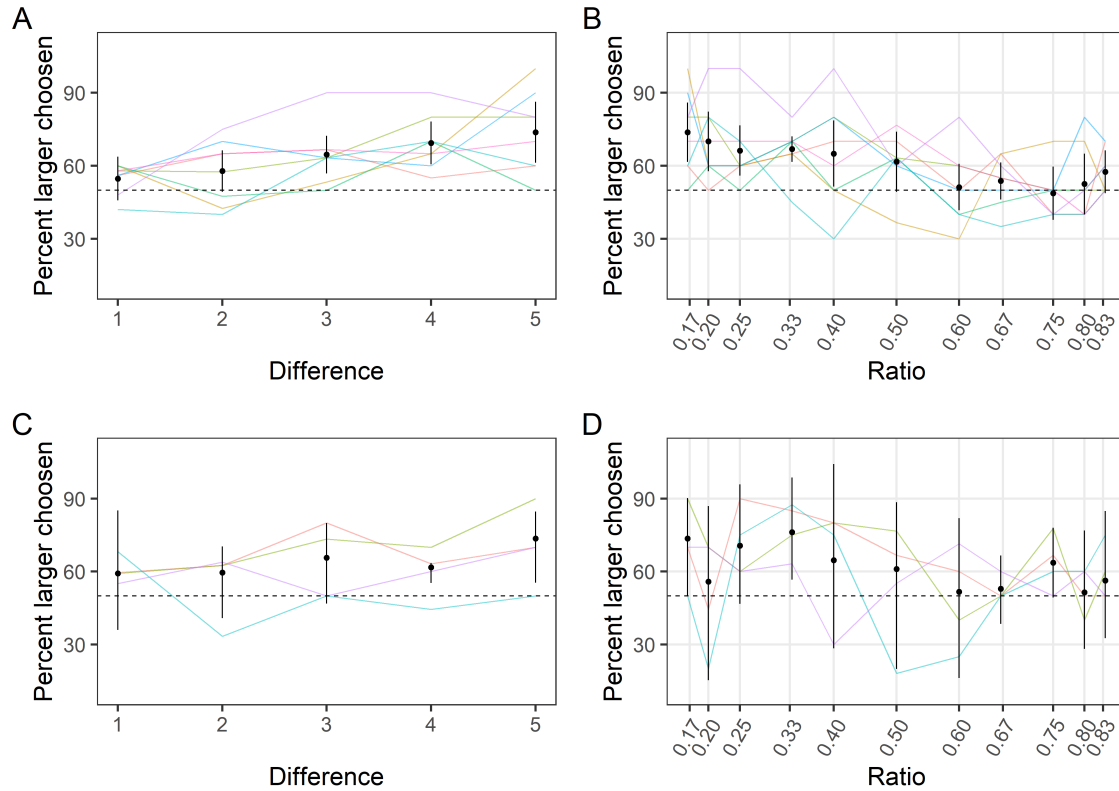 A
Percent larger choosen
90
60
30
1 2 3 4 5
Difference
B
Percent larger choosen
90
60
30
0.17 0.20 0.25 0.33 0.40 0.50 0.60 0.67 0.75 0.80 0.83
Ratio
C
Percent larger choosen
90
60
30
1 2 3 4 5
Difference
D
Percent larger choosen
90
60
30
0.17 0.20 0.25 0.33 0.40 0.50 0.60 0.67 0.75 0.80 0.83
Ratio